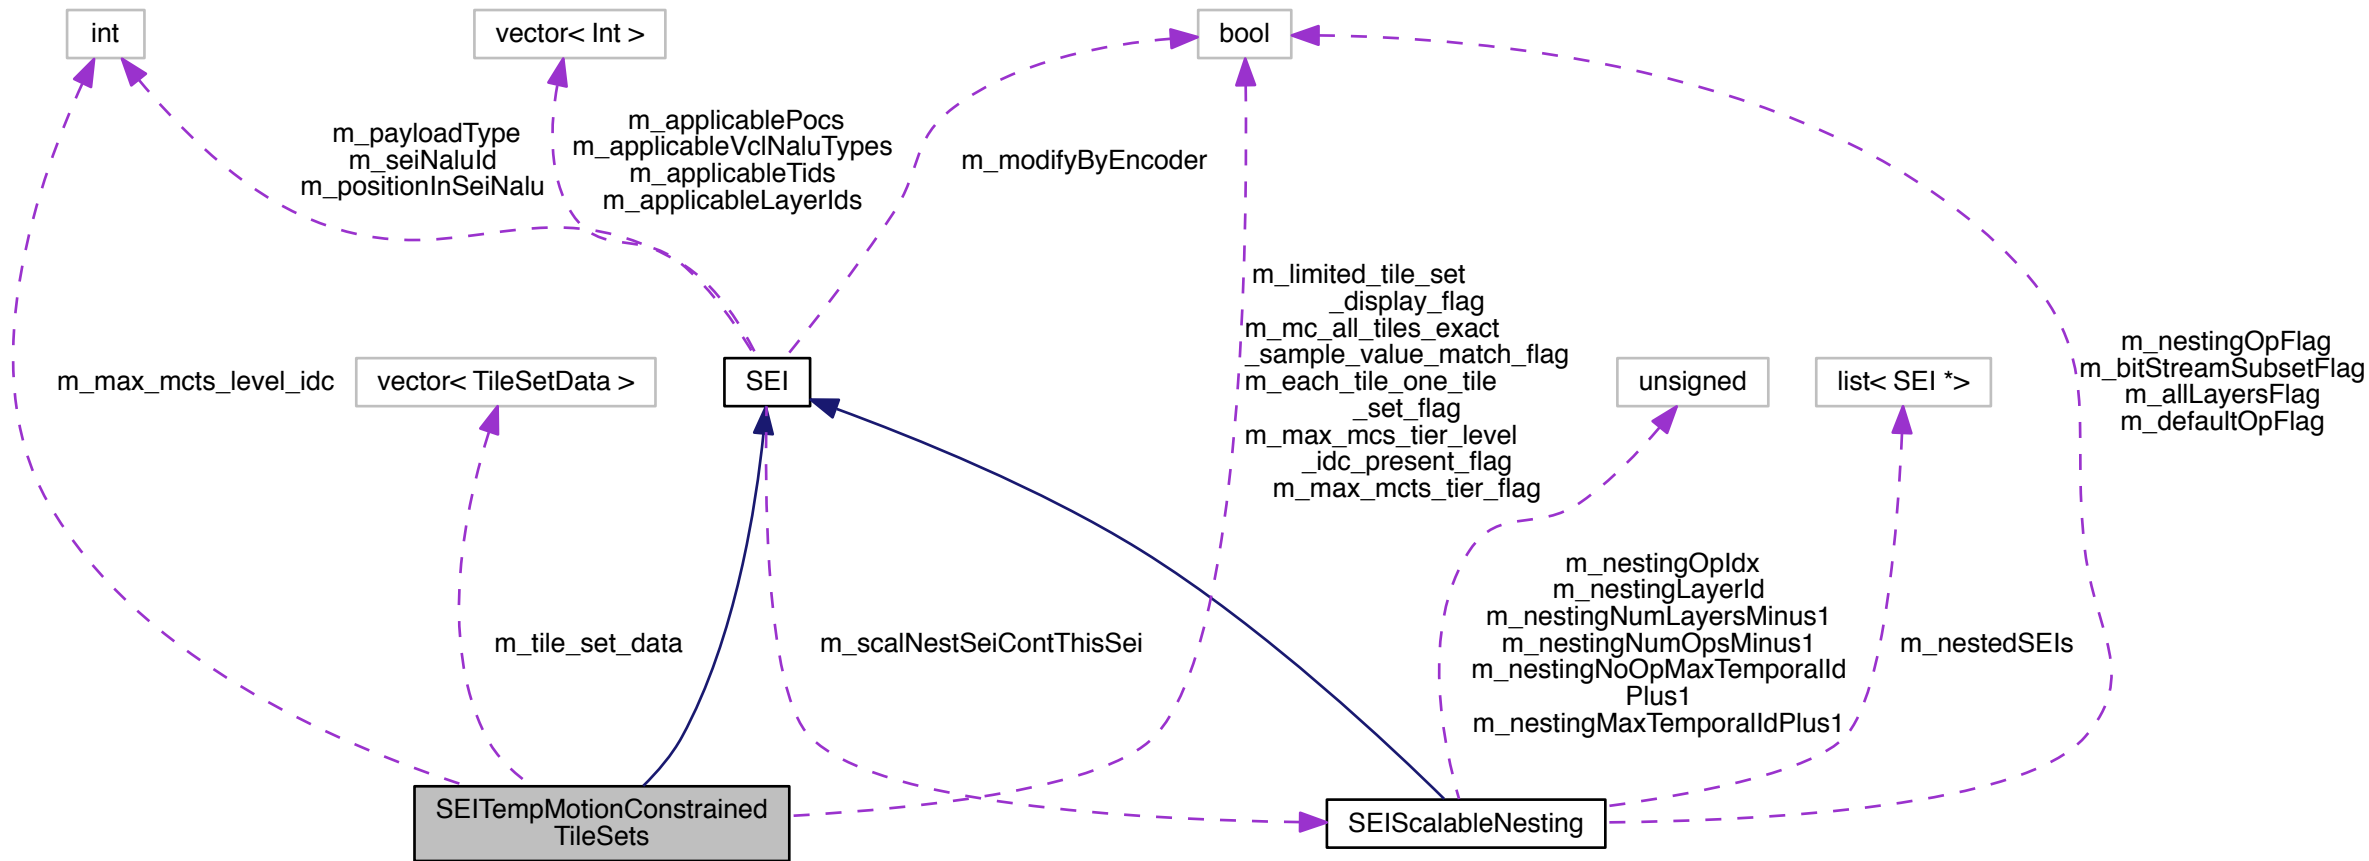 int
vector< Int >
bool
m_payloadType
m_seiNaluId
m_positionInSeiNalu
m_applicablePocs
m_applicableVclNaluTypes
m_applicableTids
m_applicableLayerIds
m_modifyByEncoder
m_limited_tile_set
_display_flag
m_mc_all_tiles_exact
_sample_value_match_flag
m_each_tile_one_tile
_set_flag
m_max_mcs_tier_level
_idc_present_flag
m_max_mcts_tier_flag
m_nestingOpFlag
m_bitStreamSubsetFlag
m_allLayersFlag
m_defaultOpFlag
m_max_mcts_level_idc
vector< TileSetData >
SEI
unsigned
list< SEI *>
m_tile_set_data
m_scalNestSeiContThisSei
m_nestingOpIdx
m_nestingLayerId
m_nestingNumLayersMinus1
m_nestingNumOpsMinus1
m_nestingNoOpMaxTemporalId
Plus1
m_nestingMaxTemporalIdPlus1
m_nestedSEIs
SEITempMotionConstrained
TileSets
SEIScalableNesting